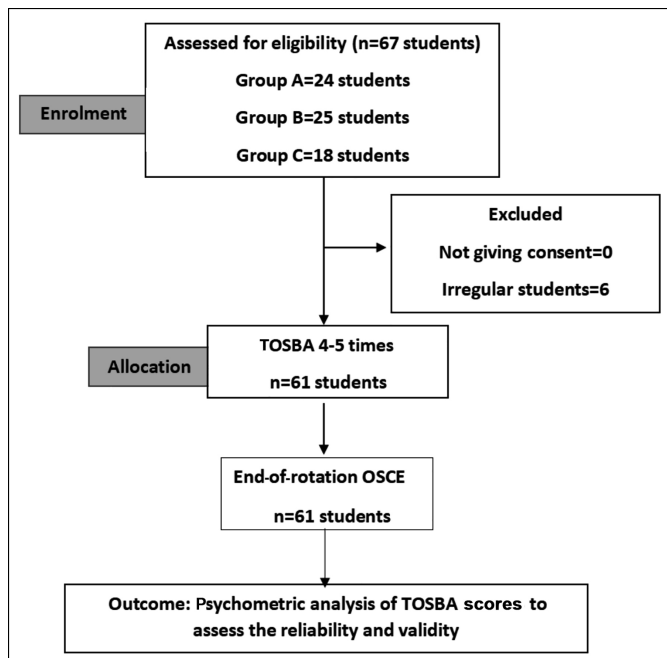 Assessed for eligibility (n=67 students)
Group A=24 students
Group B=25 students
Group C=18 students
Enrolment
Excluded
Not giving consent=0
Irregular students=6
TOSBA 4-5 times
n=61 students
Allocation
End-of-rotation OSCE
n=61 students
Outcome: Psychometric analysis of TOSBA scores to
assess the reliability and validity